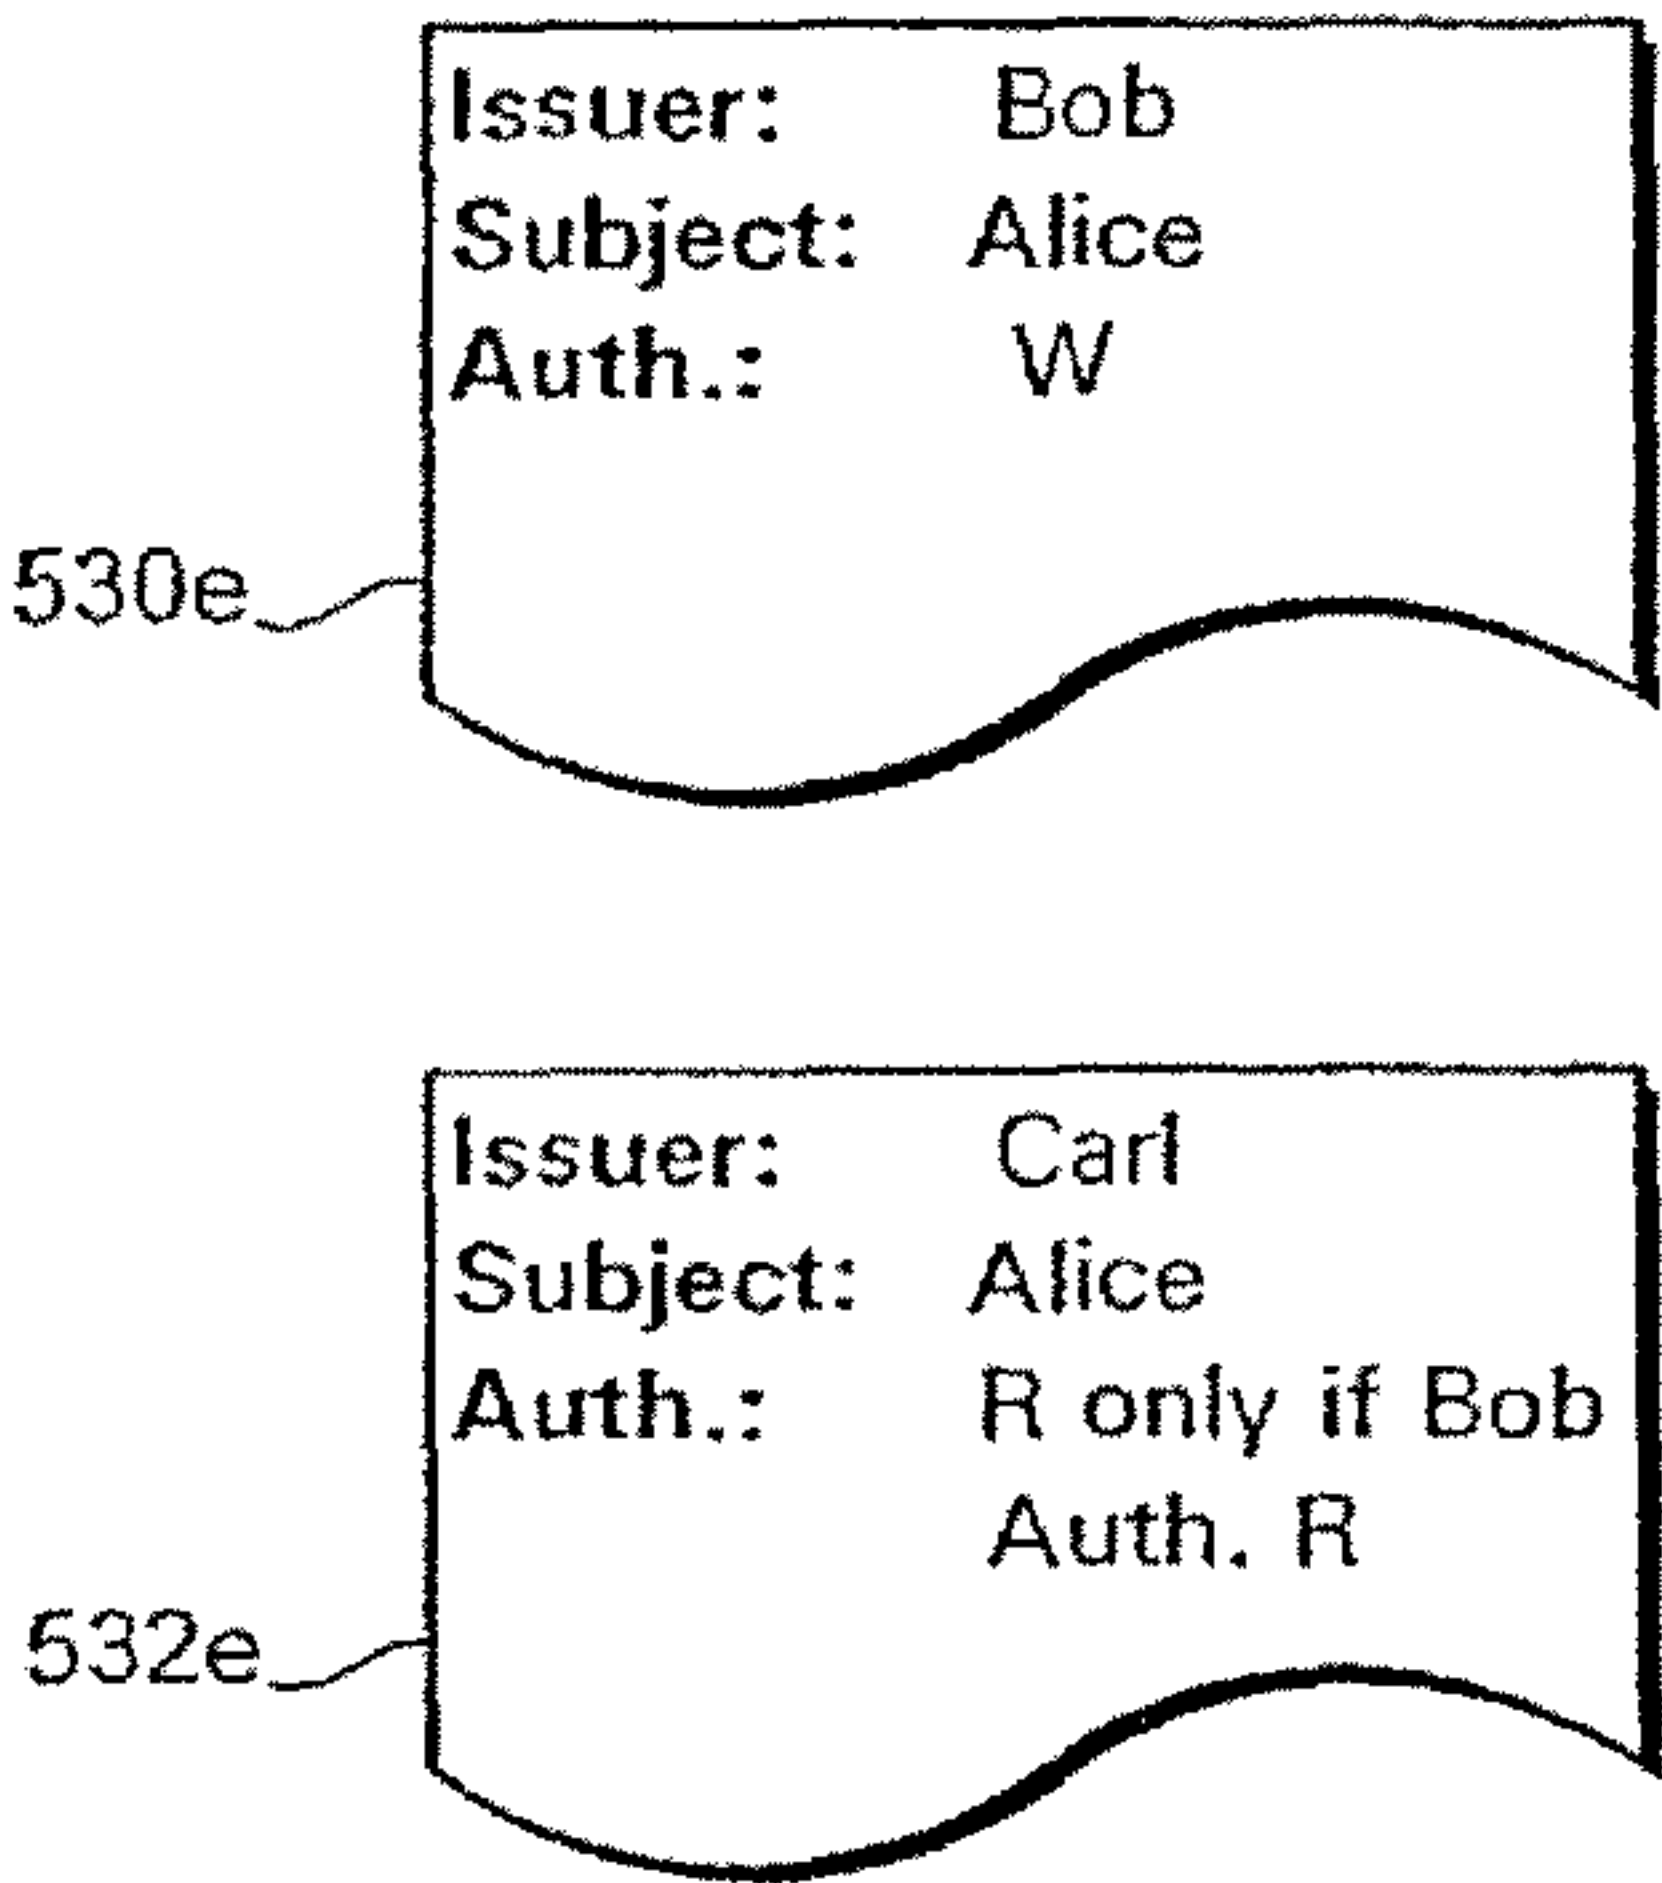 Issuer: Bob
Subject: Alice
Auth.: W
530e
Issuer: Carl
Subject: Alice
Auth.: R only if Bob
Auth. R
532e